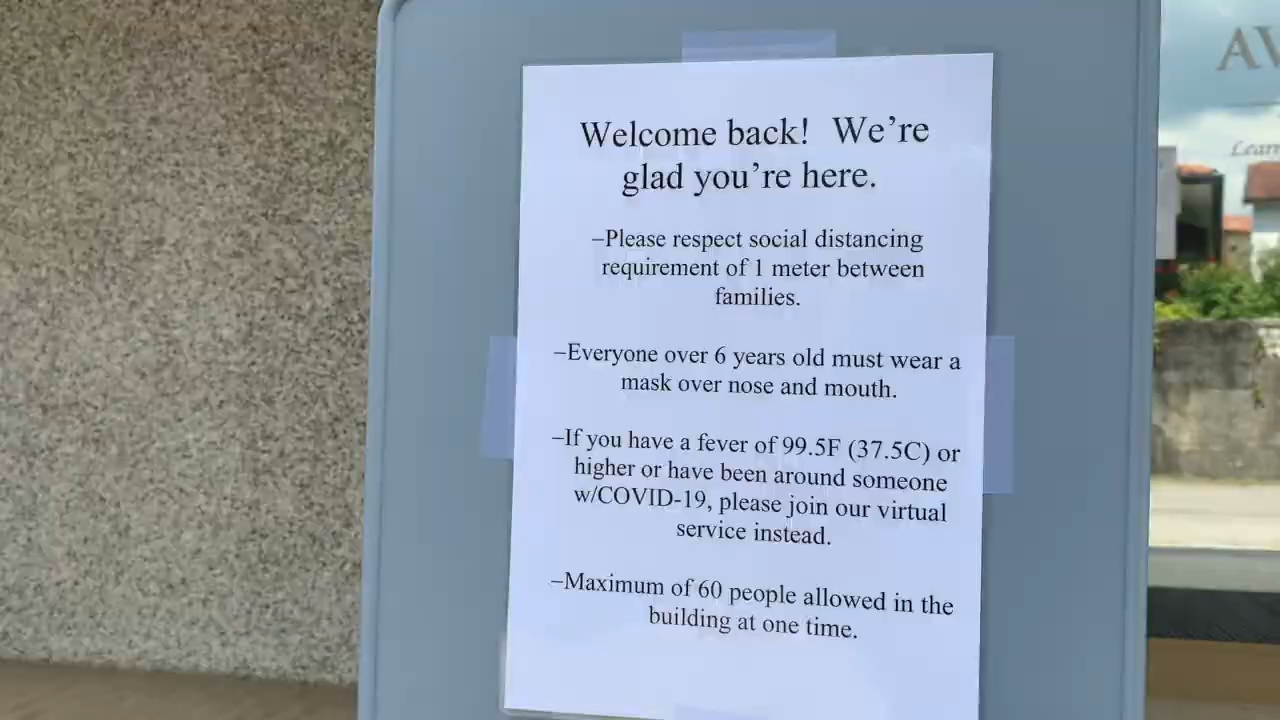 Welcome back!  We're
glad you're here.
–Please respect social distancing
requirement of 1 meter between
families.
–Everyone over 6 years old must wear a
mask over nose and mouth.
–If you have a fever of 99.5F (37.5C) or
higher or have been around someone
w/COVID-19, please join our virtual
service instead.
–Maximum of 60 people allowed in the
building at one time.